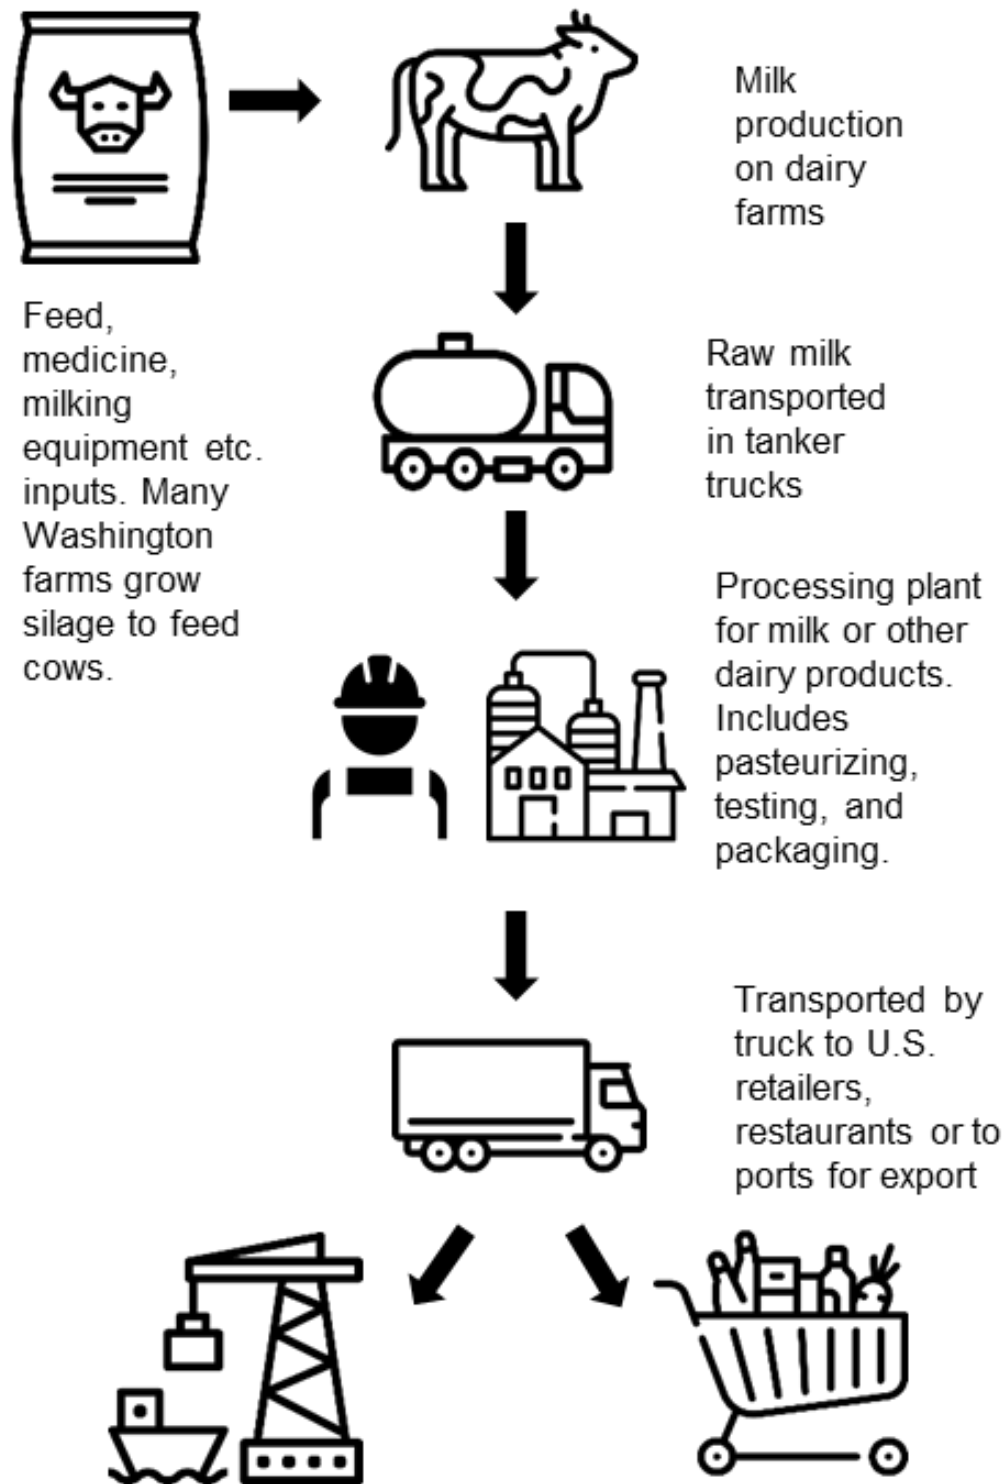 Milk
production
on dairy
farms
Feed,
medicine,
milking
equipment etc.
inputs. Many
Washington
farms grow
silage to feed
cows.
Raw milk
transported
in tanker
trucks
Processing plant
for milk or other
dairy products.
Includes
pasteurizing,
testing, and
packaging.
Transported by
truck to U.S.
retailers,
restaurants or to
ports for export